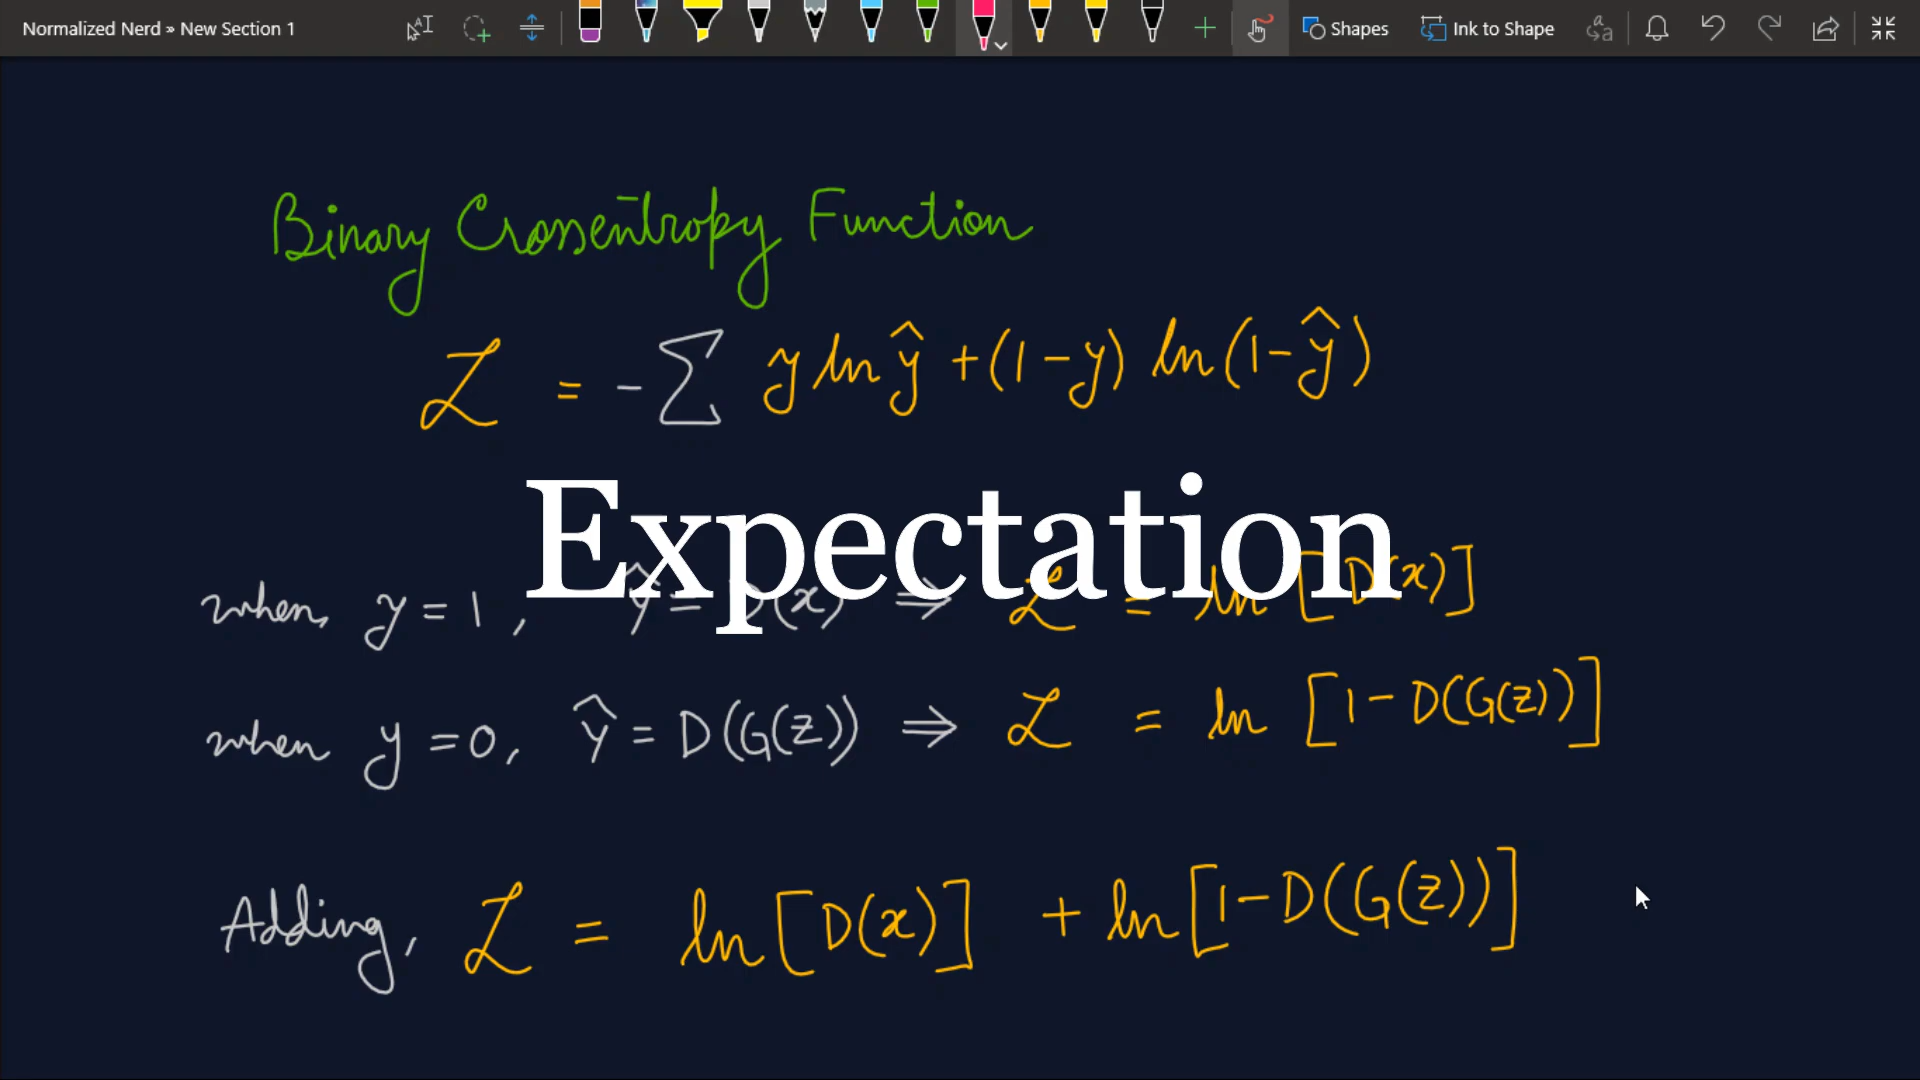 Normalized Nerd » New Section 1
Shapes
Ink to Shape
Binary Crossentropy Function
ℒ = -∑ y ln ŷ + (1-y) ln (1-ŷ)
Expectation
when, y = 1 , ŷ = D(x) ⇒ ℒ = ln [D(x)]
when y = 0, ŷ = D(G(z)) ⇒ ℒ = ln [1-D(G(z))]
Adding, ℒ = ln [D(x)] + ln [1-D(G(z))]